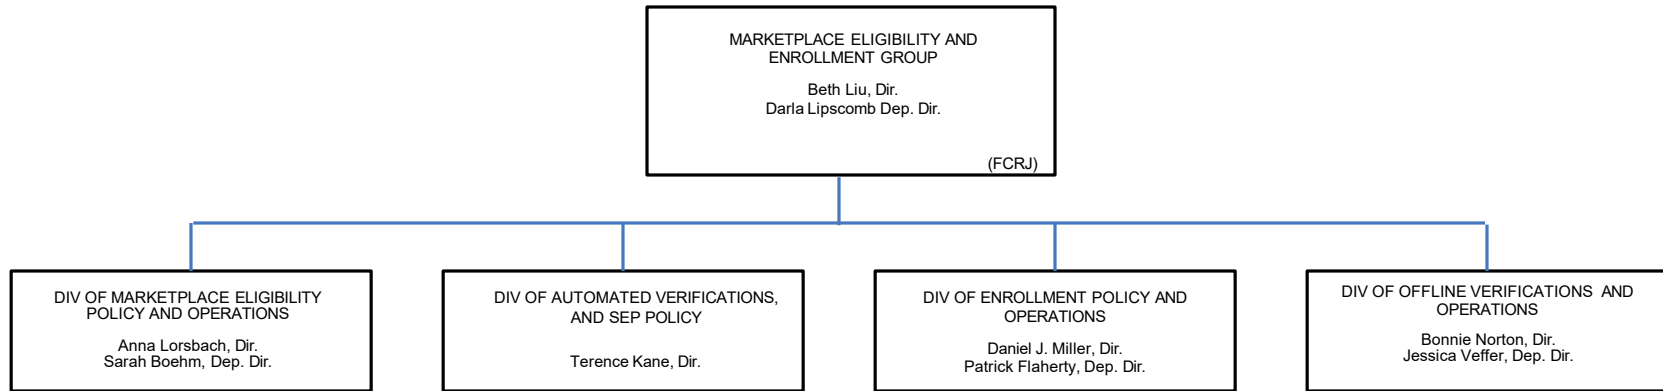 MARKETPLACE ELIGIBILITY AND
ENROLLMENT GROUP
Beth Liu, Dir.
Darla Lipscomb Dep. Dir.
(FCRJ)
DIV OF MARKETPLACE ELIGIBILITY
POLICY AND OPERATIONS
Anna Lorsbach, Dir.
Sarah Boehm, Dep. Dir.
DIV OF AUTOMATED VERIFICATIONS,
AND SEP POLICY
Terence Kane, Dir.
DIV OF ENROLLMENT POLICY AND
OPERATIONS
Daniel J. Miller, Dir.
Patrick Flaherty, Dep. Dir.
DIV OF OFFLINE VERIFICATIONS AND
OPERATIONS
Bonnie Norton, Dir.
Jessica Veffer, Dep. Dir.